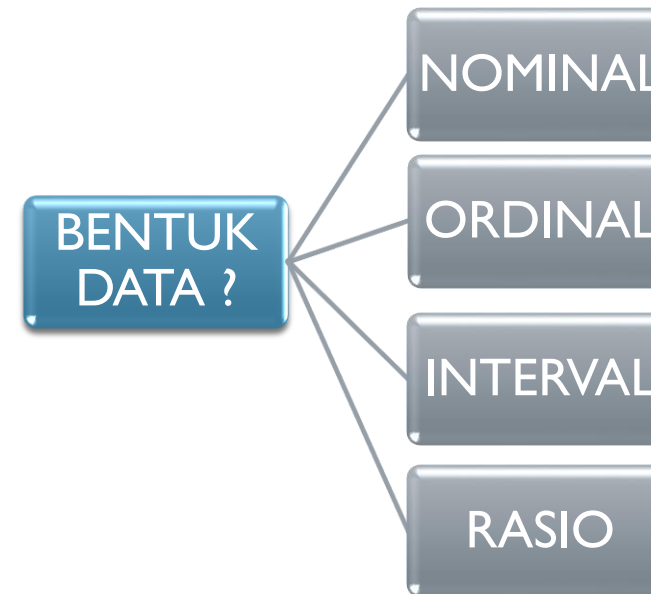 BENTUK
DATA ?
NOMINAL
ORDINAL
INTERVAL
RASIO